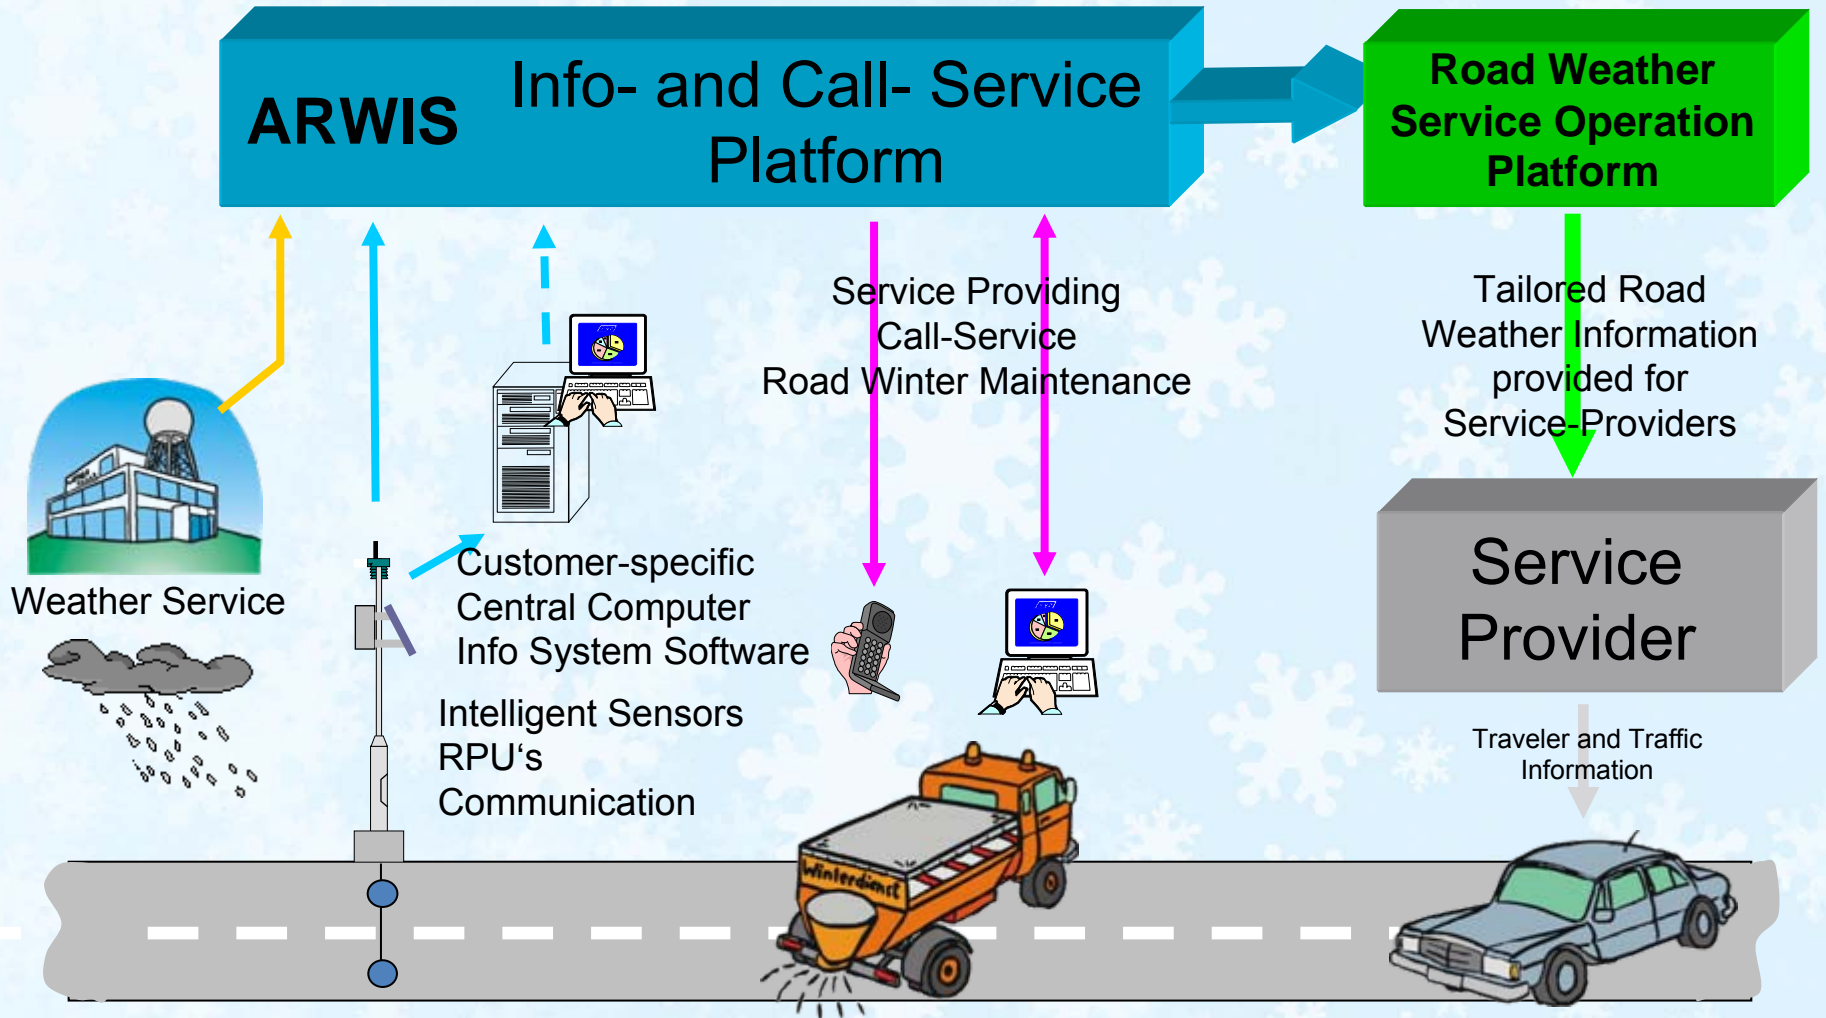 ARWIS
Info- and Call- Service
Platform
Road Weather
Service Operation
Platform
Service Providing
Call-Service
Road Winter Maintenance
Tailored Road
Weather Information
provided for
Service-Providers
Weather Service
Customer-specific
Central Computer
Info System Software
Intelligent Sensors
RPU‘s
Communication
Service
Provider
Traveler and Traffic
Information
Winterdienst